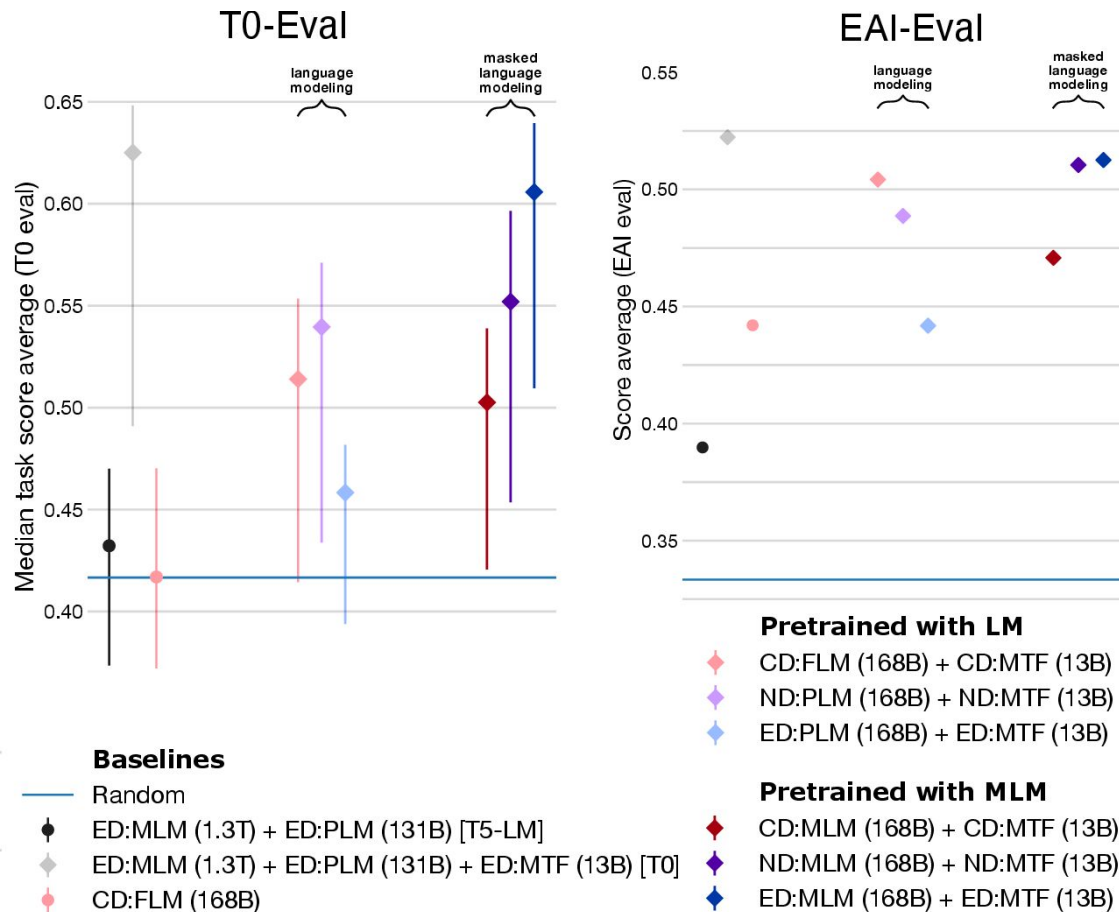 T0-Eval
language
modeling
masked
language
modeling
0.65
0.60
0.55
0.50
0.45
0.40
Median task score average (T0 eval)
EAI-Eval
language
modeling
masked
language
modeling
0.55
0.50
0.45
0.40
0.35
Score average (EAI eval)
Baselines
Random
ED:MLM (1.3T) + ED:PLM (131B) [T5-LM]
ED:MLM (1.3T) + ED:PLM (131B) + ED:MTF (13B) [T0]
CD:FLM (168B)
Pretrained with LM
CD:FLM (168B) + CD:MTF (13B)
ND:PLM (168B) + ND:MTF (13B)
ED:PLM (168B) + ED:MTF (13B)
Pretrained with MLM
CD:MLM (168B) + CD:MTF (13B)
ND:MLM (168B) + ND:MTF (13B)
ED:MLM (168B) + ED:MTF (13B)